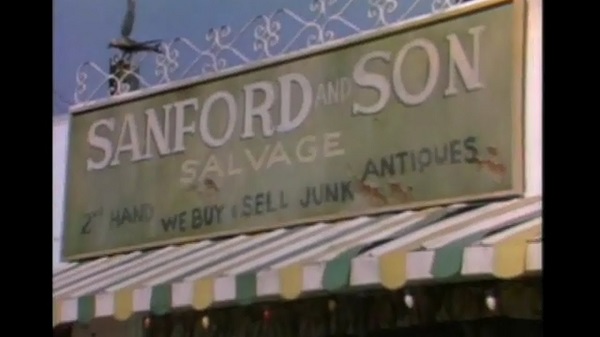 SANFORD AND SON
SALVAGE
2ND HAND WE BUY & SELL JUNK ANTIQUES